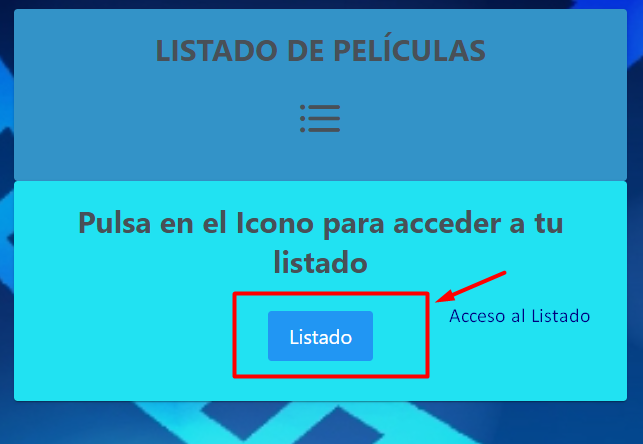 LISTADO DE PELÍCULAS
Pulsa en el Icono para acceder a tu
listado
Acceso al Listado
Listado